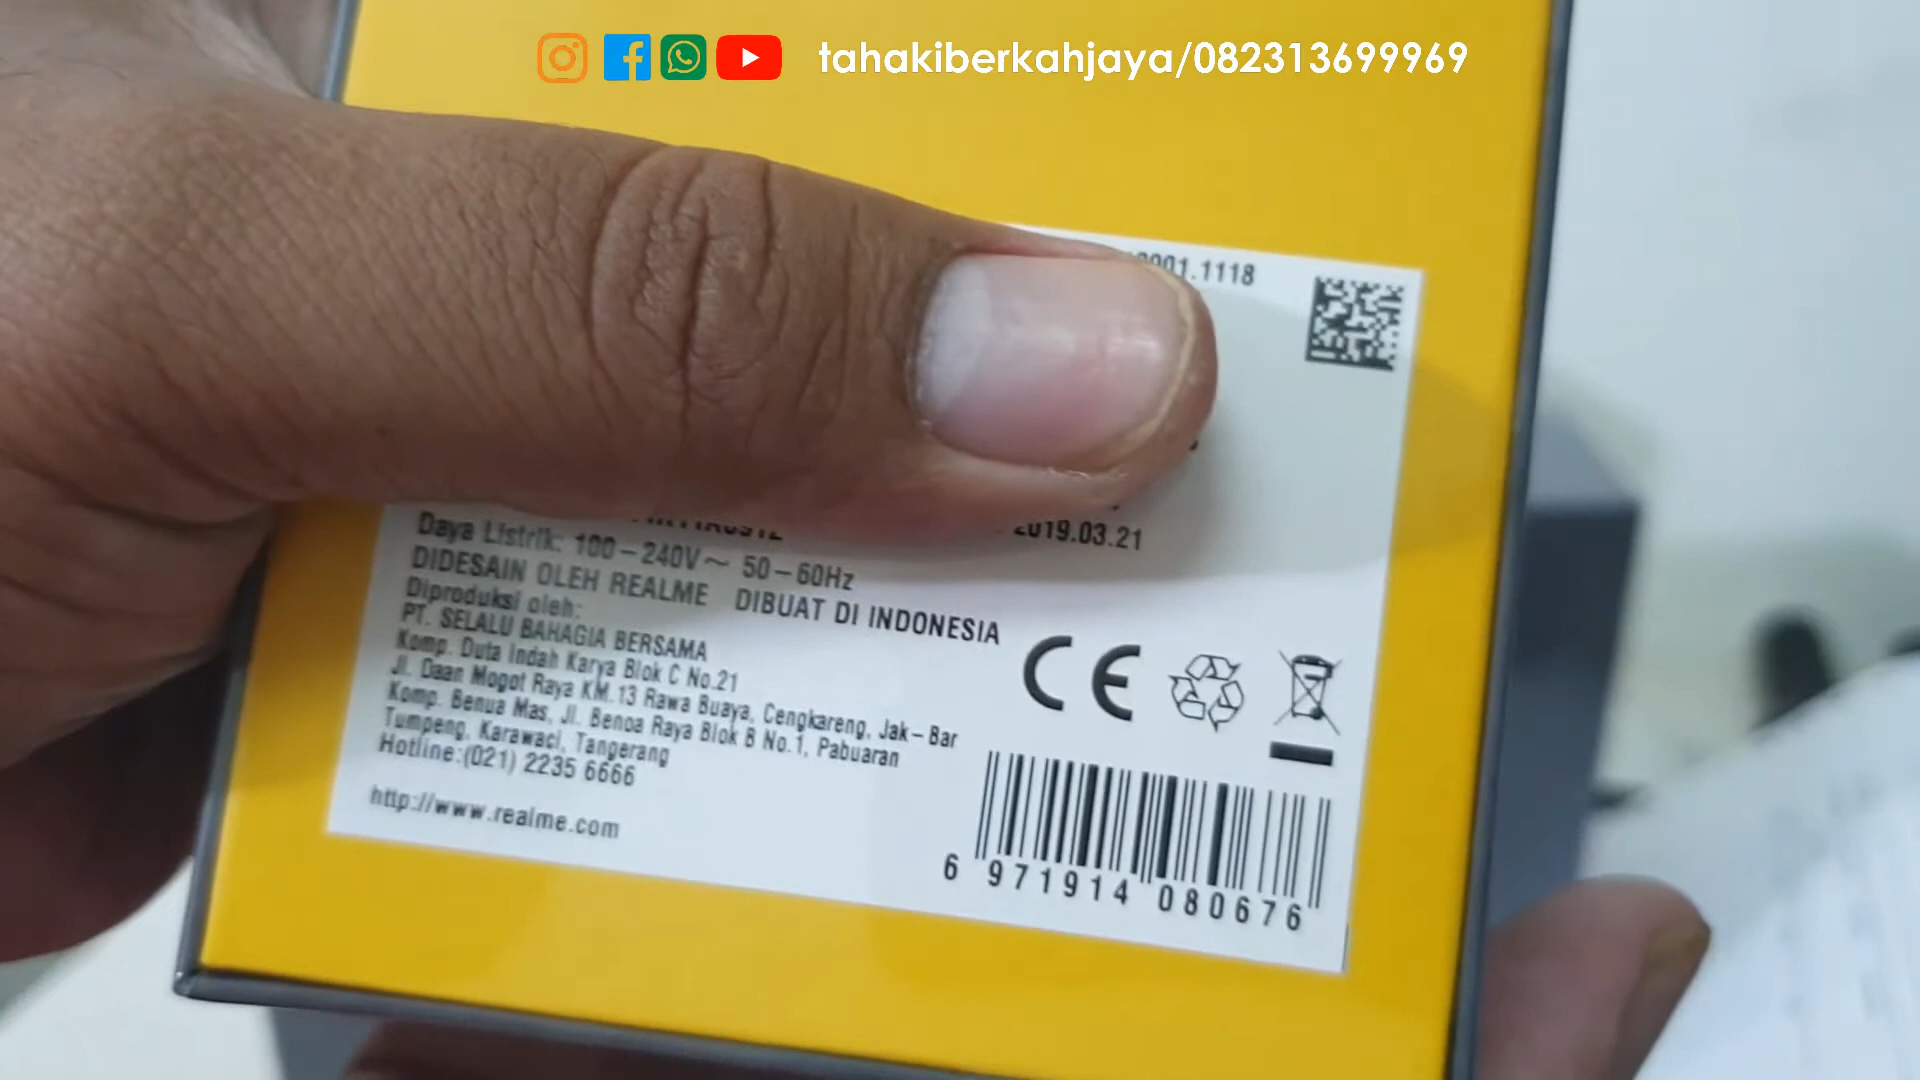 tahakiberkahjaya/082313699969
.1118
2019.03.21
Daya Listrik: 100–240V～ 50–60Hz
DIDESAIN OLEH REALME DIBUAT DI INDONESIA
Diproduksi oleh:
PT. SELALU BAHAGIA BERSAMA
Komp. Duta Indah Karya Blok C No.21
Jl. Daan Mogot Raya KM.13 Rawa Buaya, Cengkareng, Jak–Bar
Komp. Benua Mas, Jl. Benoa Raya Blok B No.1, Pabuaran
Tumpeng, Karawaci, Tangerang
Hotline:(021) 2235 6666
http://www.realme.com
CE
6 971914 080676